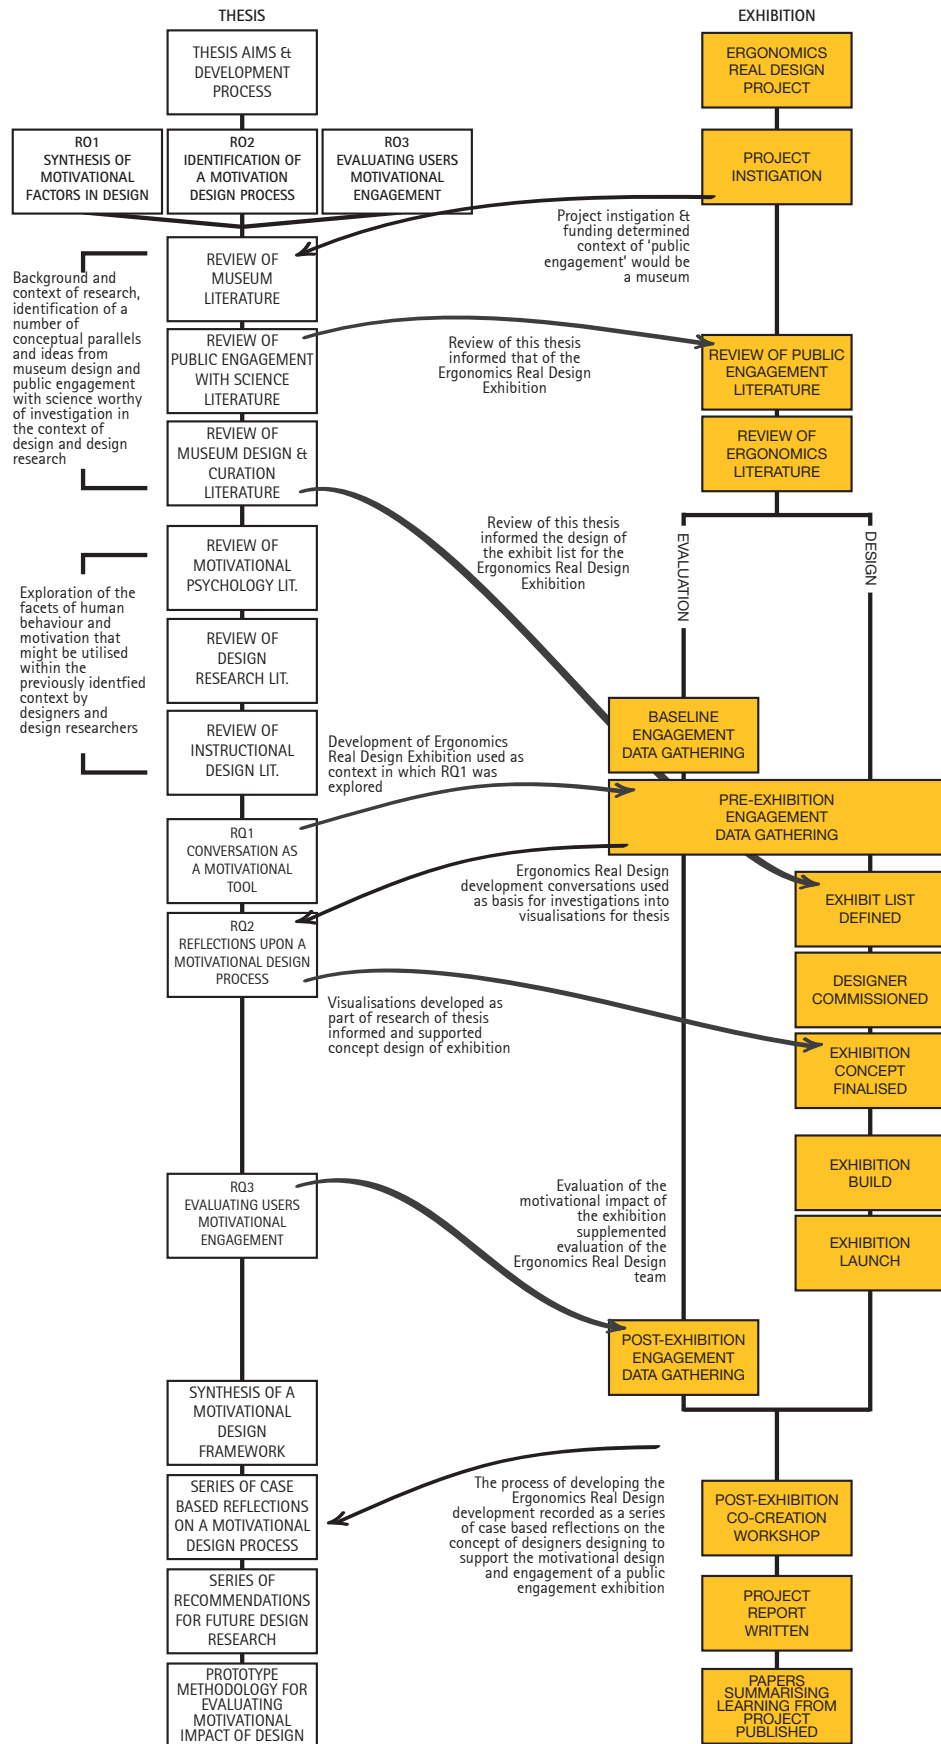 THESIS
THESIS AIMS &
DEVELOPMENT
PROCESS
RO1
SYNTHESIS OF
MOTIVATIONAL
FACTORS IN DESIGN
RO2
IDENTIFICATION OF
A MOTIVATION
DESIGN PROCESS
RO3
EVALUATING USERS
MOTIVATIONAL
ENGAGEMENT
REVIEW OF
MUSEUM
LITERATURE
REVIEW OF
PUBLIC ENGAGEMENT
WITH SCIENCE
LITERATURE
REVIEW OF
MUSEUM DESIGN &
CURATION
LITERATURE
Background and
context of research,
identification of a
number of
conceptual parallels
and ideas from
museum design and
public engagement
with science worthy
of investigation in
the context of
design and design
research
REVIEW OF
MOTIVATIONAL
PSYCHOLOGY LIT.
REVIEW OF
DESIGN
RESEARCH LIT.
REVIEW OF
INSTRUCTIONAL
DESIGN LIT.
Exploration of the
facets of human
behaviour and
motivation that
might be utilised
within the
previously identfied
context by
designers and
design researchers
RQ1
CONVERSATION AS
A MOTIVATIONAL
TOOL
RQ2
REFLECTIONS UPON A
MOTIVATIONAL DESIGN
PROCESS
RQ3
EVALUATING USERS
MOTIVATIONAL
ENGAGEMENT
SYNTHESIS OF A
MOTIVATIONAL
DESIGN
FRAMEWORK
SERIES OF CASE
BASED REFLECTIONS
ON A MOTIVATIONAL
DESIGN PROCESS
SERIES OF
RECOMMENDATIONS
FOR FUTURE DESIGN
RESEARCH
PROTOTYPE
METHODOLOGY FOR
EVALUATING
MOTIVATIONAL
IMPACT OF DESIGN
Project instigation &
funding determined
context of 'public
engagement' would be
a museum
Review of this thesis
informed that of the
Ergonomics Real Design
Exhibition
Review of this thesis
informed the design of
the exhibit list for the
Ergonomics Real Design
Exhibition
Development of Ergonomics
Real Design Exhibition used as
context in which RQ1 was
explored
Ergonomics Real Design
development conversations used
as basis for investigations into
visualisations for thesis
Visualisations developed as
part of research of thesis
informed and supported
concept design of exhibition
Evaluation of the
motivational impact of
the exhibition
supplemented
evaluation of the
Ergonomics Real Design
team
The process of developing the
Ergonomics Real Design
development recorded as a series
of case based reflections on the
concept of designers designing to
support the motivational design
and engagement of a public
engagement exhibition
EXHIBITION
ERGONOMICS
REAL DESIGN
PROJECT
PROJECT
INSTIGATION
REVIEW OF PUBLIC
ENGAGEMENT
LITERATURE
REVIEW OF
ERGONOMICS
LITERATURE
EVALUATION
DESIGN
BASELINE
ENGAGEMENT
DATA GATHERING
PRE-EXHIBITION
ENGAGEMENT
DATA GATHERING
EXHIBIT LIST
DEFINED
DESIGNER
COMMISSIONED
EXHIBITION
CONCEPT
FINALISED
EXHIBITION
BUILD
EXHIBITION
LAUNCH
POST-EXHIBITION
ENGAGEMENT
DATA GATHERING
POST-EXHIBITION
CO-CREATION
WORKSHOP
PROJECT
REPORT
WRITTEN
PAPERS
SUMMARISING
LEARNING FROM
PROJECT
PUBLISHED